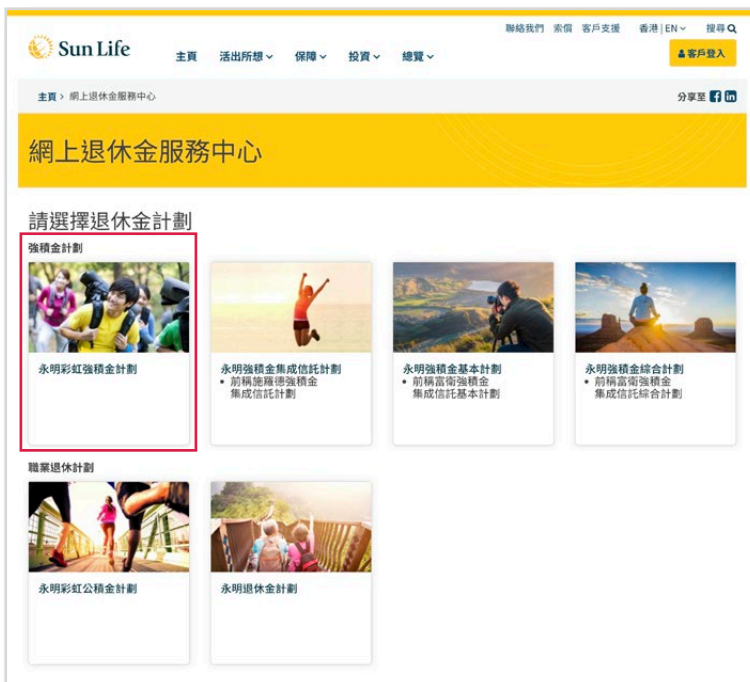 聯絡我們 索償 客戶支援 香港 | EN 搜尋
Sun Life
主頁 活出所想 保障 投資 總覽
客戶登入
主頁 > 網上退休金服務中心
分享至
網上退休金服務中心
請選擇退休金計劃
強積金計劃
永明彩虹強積金計劃
永明強積金集成信託計劃
• 前稱施羅德強積金
集成信託計劃
永明強積金基本計劃
• 前稱富衛強積金
集成信託基本計劃
永明強積金綜合計劃
• 前稱富衛強積金
集成信託綜合計劃
職業退休計劃
永明彩虹公積金計劃
永明退休金計劃